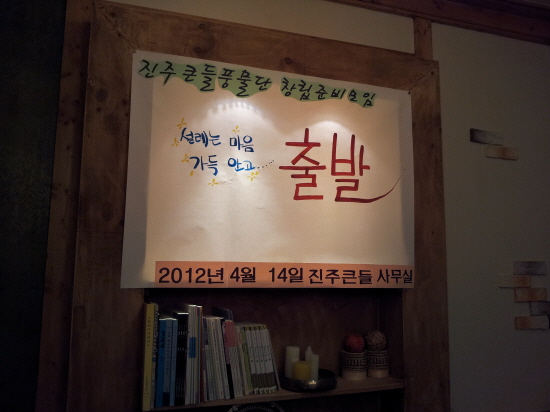 진주큰들풍물단 창립준비모임
설레는 마음
가득 안고......
출발
2012년 4월 14일 진주큰들 사무실